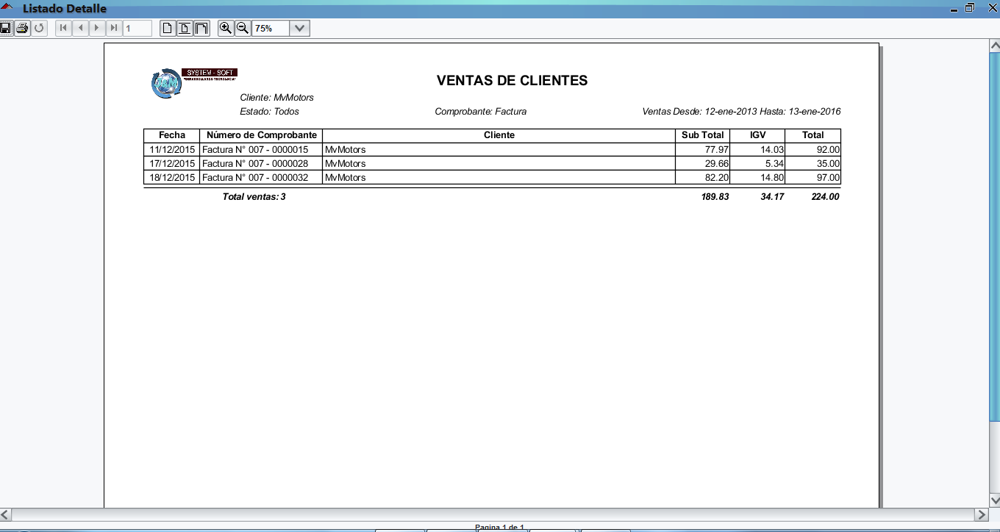 Listado Detalle
1
75%
SYSTEM - SOFT
"DESARROLLANDO TECNOLOGIA"
VENTAS DE CLIENTES
Cliente: MvMotors
Estado: Todos Comprobante: Factura Ventas Desde: 12-ene-2013 Hasta: 13-ene-2016
Fecha Número de Comprobante Cliente Sub Total IGV Total
11/12/2015 Factura N° 007 - 0000015 MvMotors 77.97 14.03 92.00
17/12/2015 Factura N° 007 - 0000028 MvMotors 29.66 5.34 35.00
18/12/2015 Factura N° 007 - 0000032 MvMotors 82.20 14.80 97.00
Total ventas: 3 189.83 34.17 224.00
Pagina 1 de 1